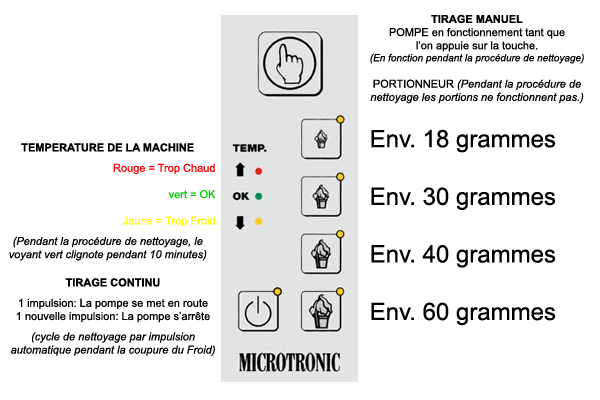 TIRAGE MANUEL
POMPE en fonctionnement tant que
l'on appuie sur la touche.
(En fonction pendant la procédure de nettoyage)
PORTIONNEUR (Pendant la procédure de
nettoyage les portions ne fonctionnent pas.)
Env. 18 grammes
Env. 30 grammes
Env. 40 grammes
Env. 60 grammes
TEMPERATURE DE LA MACHINE
Rouge = Trop Chaud
vert = OK
Jaune = Trop Froid
(Pendant la procédure de nettoyage, le
voyant vert clignote pendant 10 minutes)
TIRAGE CONTINU
1 impulsion: La pompe se met en route
1 nouvelle impulsion: La pompe s'arrête
(cycle de nettoyage par impulsion
automatique pendant la coupure du Froid)
TEMP.
OK
MICROTRONIC